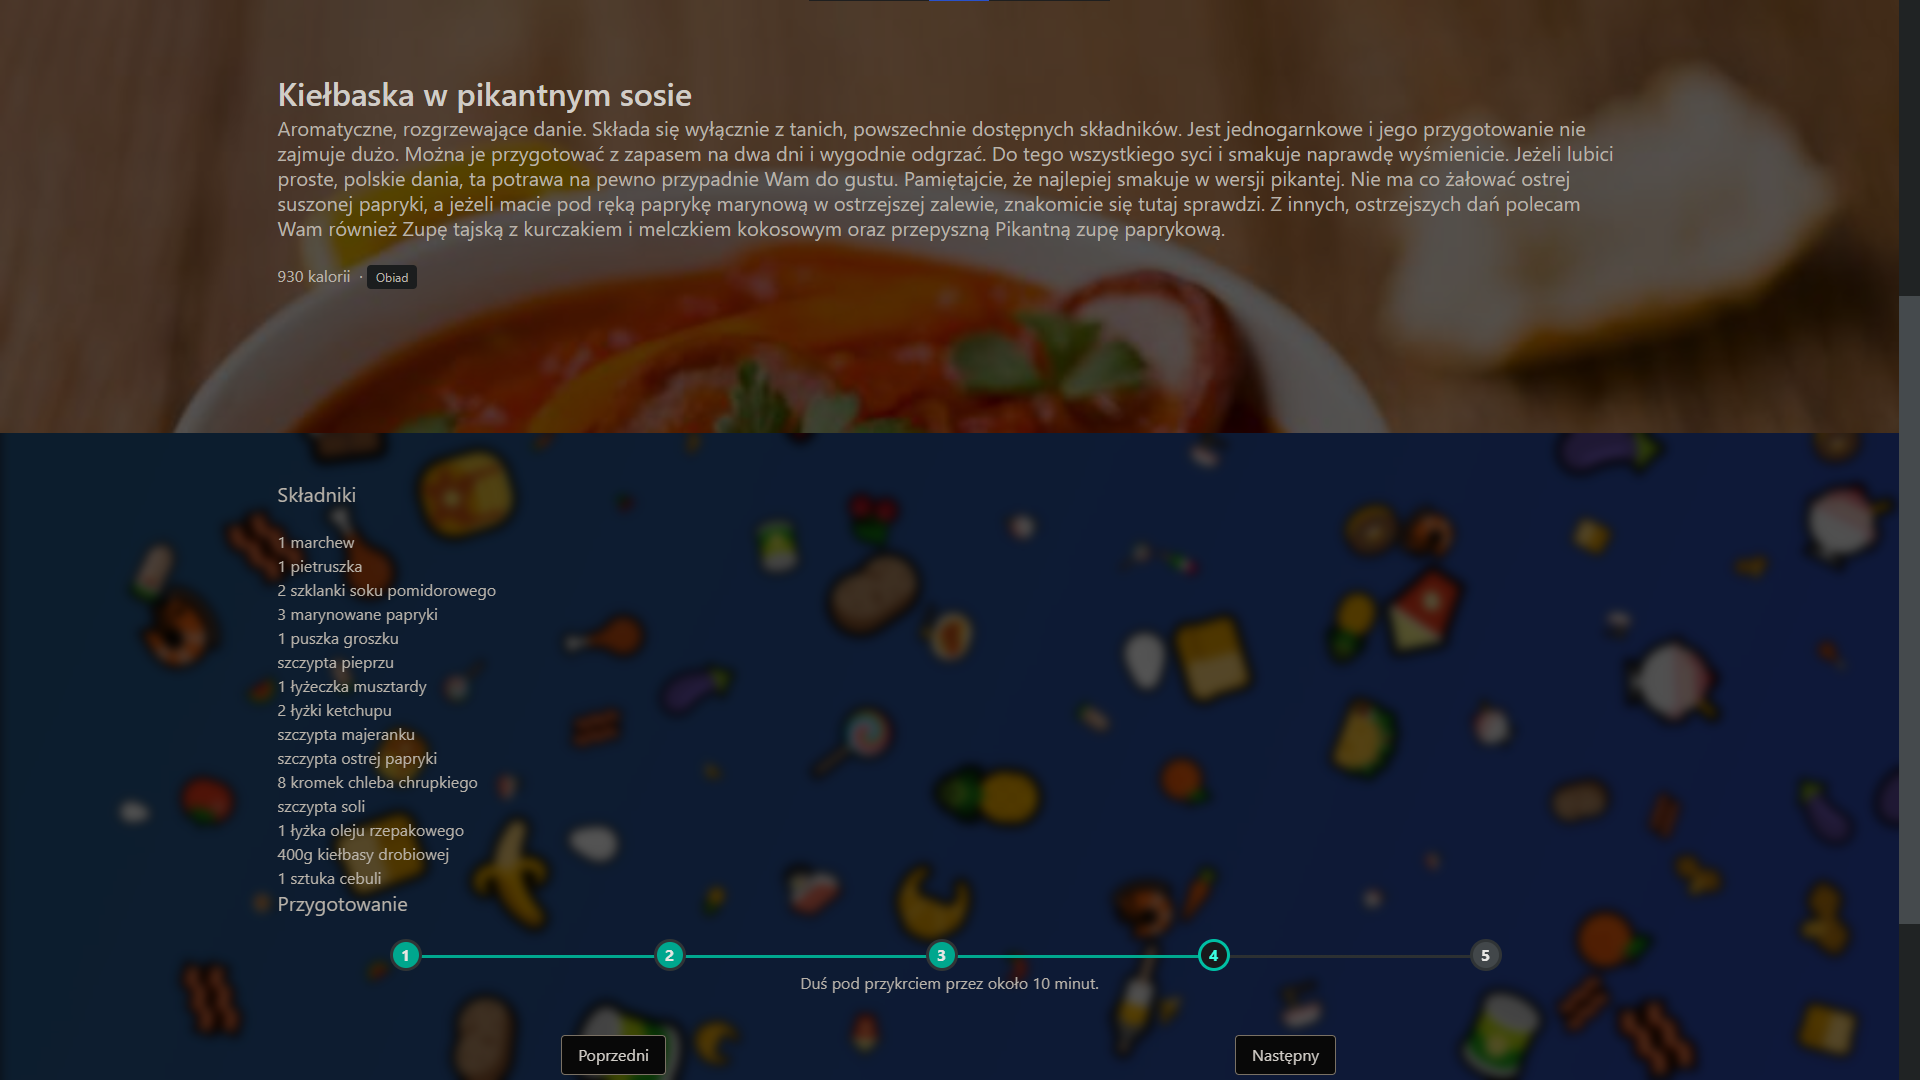 Kiełbaska w pikantnym sosie
Aromatyczne, rozgrzewające danie. Składa się wyłącznie z tanich, powszechnie dostępnych składników. Jest jednogarnkowe i jego przygotowanie nie
zajmuje dużo. Można je przygotować z zapasem na dwa dni i wygodnie odgrzać. Do tego wszystkiego syci i smakuje naprawdę wyśmienicie. Jeżeli lubici
proste, polskie dania, ta potrawa na pewno przypadnie Wam do gustu. Pamiętajcie, że najlepiej smakuje w wersji pikantej. Nie ma co żałować ostrej
suszonej papryki, a jeżeli macie pod ręką paprykę marynową w ostrzejszej zalewie, znakomicie się tutaj sprawdzi. Z innych, ostrzejszych dań polecam
Wam również Zupę tajską z kurczakiem i melczkiem kokosowym oraz przepyszną Pikantną zupę paprykową.
930 kalorii · Obiad
Składniki
1 marchew
1 pietruszka
2 szklanki soku pomidorowego
3 marynowane papryki
1 puszka groszku
szczypta pieprzu
1 łyżeczka musztardy
2 łyżki ketchupu
szczypta majeranku
szczypta ostrej papryki
8 kromek chleba chrupkiego
szczypta soli
1 łyżka oleju rzepakowego
400g kiełbasy drobiowej
1 sztuka cebuli
Przygotowanie
1 2 3 4 5
Duś pod przykrciem przez około 10 minut.
Poprzedni Następny